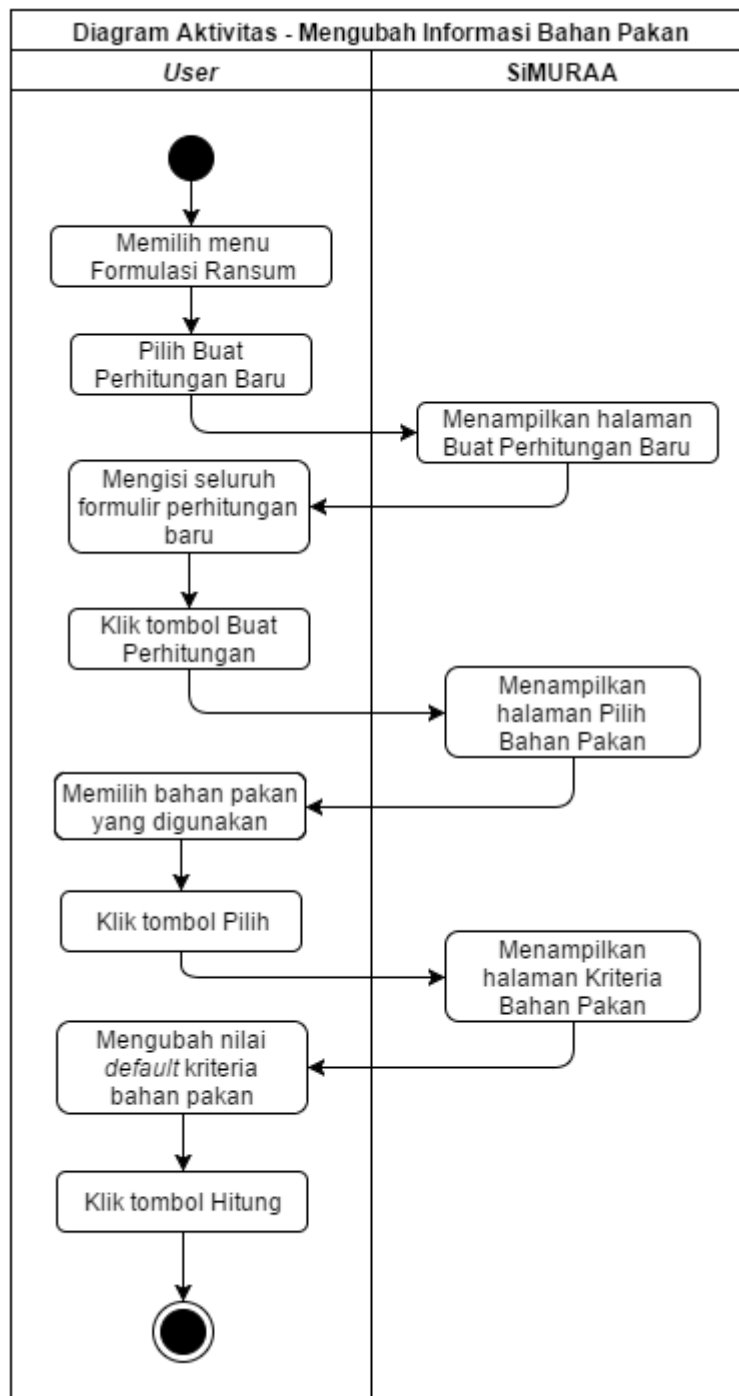 Diagram Aktivitas - Mengubah Informasi Bahan Pakan
User
SiMURAA
Memilih menu
Formulasi Ransum
Pilih Buat
Perhitungan Baru
Menampilkan halaman
Buat Perhitungan Baru
Mengisi seluruh
formulir perhitungan
baru
Klik tombol Buat
Perhitungan
Menampilkan
halaman Pilih
Bahan Pakan
Memilih bahan pakan
yang digunakan
Klik tombol Pilih
Menampilkan
halaman Kriteria
Bahan Pakan
Mengubah nilai
default kriteria
bahan pakan
Klik tombol Hitung